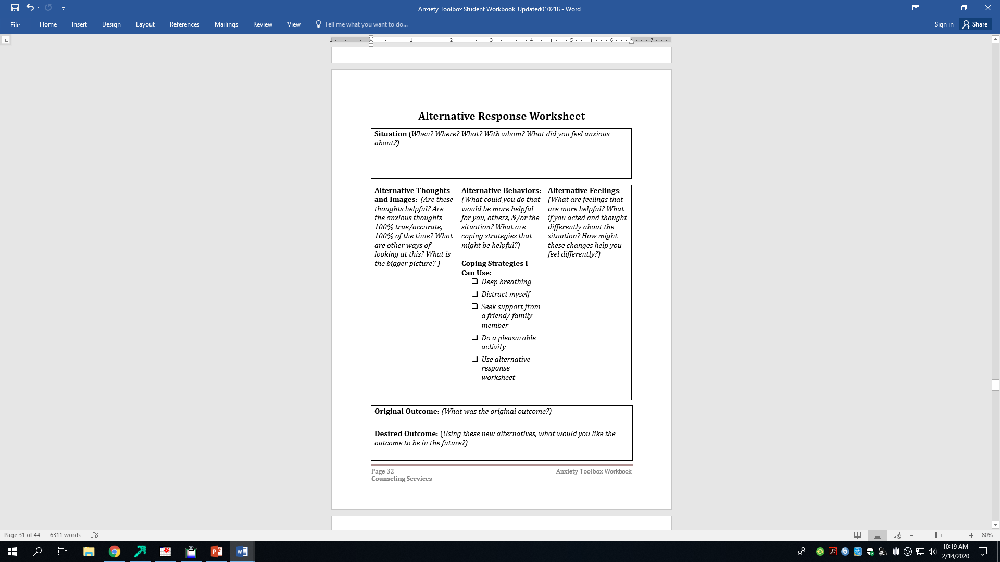 Anxiety Toolbox Student Workbook_Updated010218 - Word
File Home Insert Design Layout References Mailings Review View Tell me what you want to do... Sign in Share
1 1 2 3 4 5 6 7
Alternative Response Worksheet
Situation (When? Where? What? With whom? What did you feel anxious
about?)
Alternative Thoughts
and Images: (Are these
thoughts helpful? Are
the anxious thoughts
100% true/accurate,
100% of the time? What
are other ways of
looking at this? What is
the bigger picture? )
Alternative Behaviors:
(What could you do that
would be more helpful
for you, others, &/or the
situation? What are
coping strategies that
might be helpful?)
Coping Strategies I
Can Use:
Deep breathing
Distract myself
Seek support from
a friend/ family
member
Do a pleasurable
activity
Use alternative
response
worksheet
Alternative Feelings:
(What are feelings that
are more helpful? What
if you acted and thought
differently about the
situation? How might
these changes help you
feel differently?)
Original Outcome: (What was the original outcome?)
Desired Outcome: (Using these new alternatives, what would you like the
outcome to be in the future?)
Page 32 Anxiety Toolbox Workbook
Counseling Services
Page 31 of 44 6311 words 80%
10:19 AM
2/14/2020